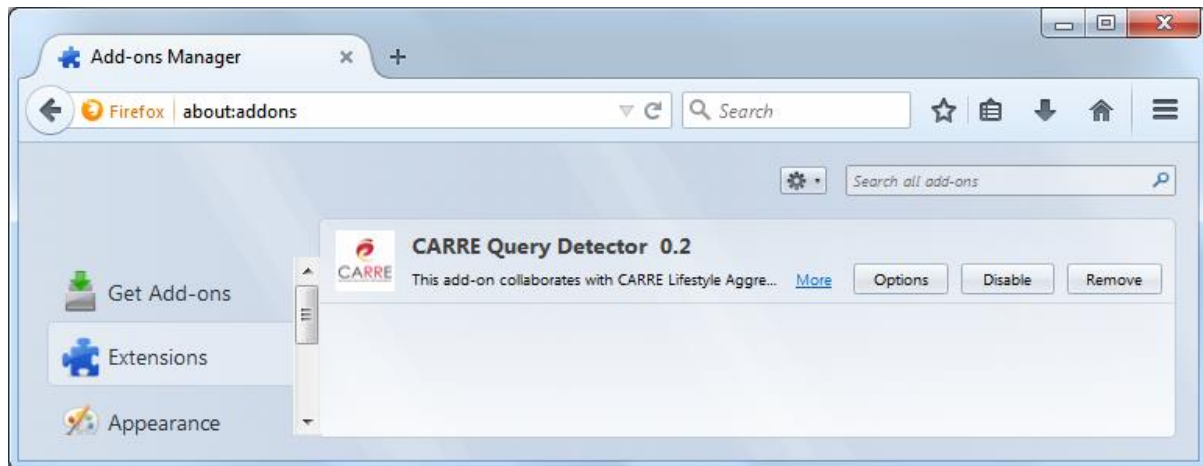 Add-ons Manager
Firefox about:addons Search
Search all add-ons
CARRE Query Detector 0.2
CARRE
This add-on collaborates with CARRE Lifestyle Aggre... More Options Disable Remove
Get Add-ons
Extensions
Appearance